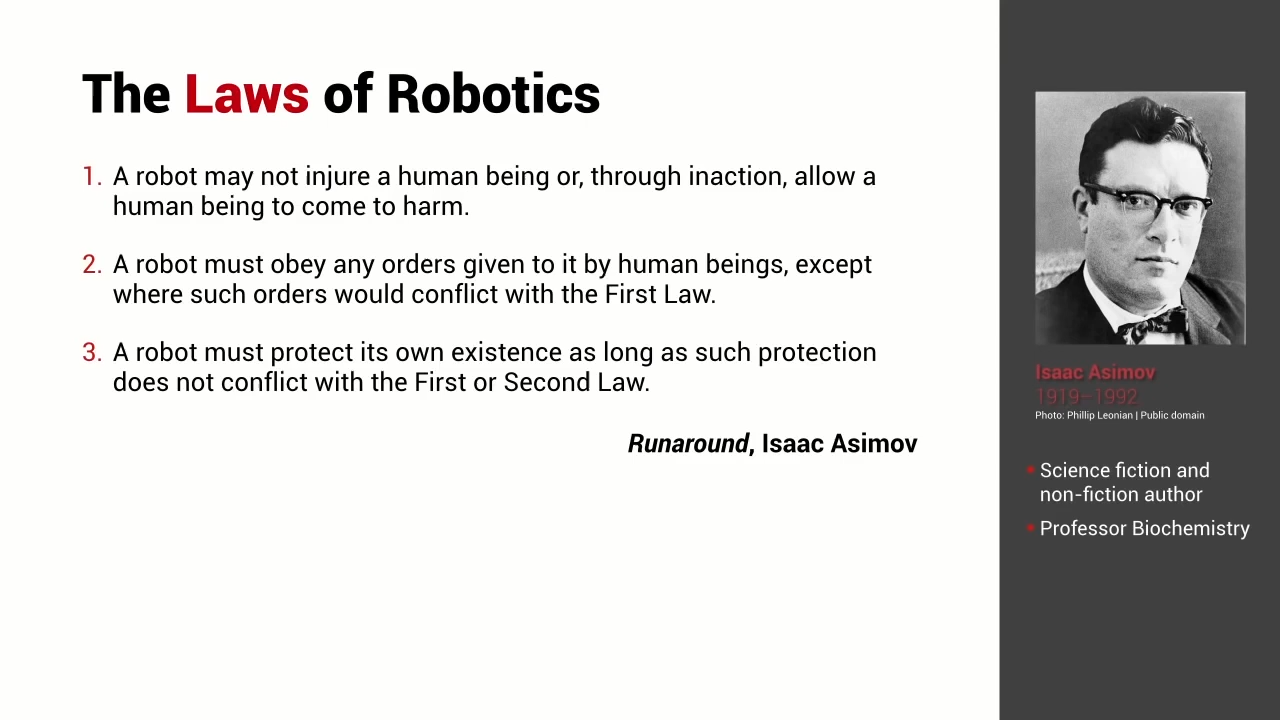 The Laws of Robotics
1. A robot may not injure a human being or, through inaction, allow a
human being to come to harm.
2. A robot must obey any orders given to it by human beings, except
where such orders would conflict with the First Law.
3. A robot must protect its own existence as long as such protection
does not conflict with the First or Second Law.
Runaround, Isaac Asimov
Isaac Asimov
1919–1992
Photo: Phillip Leonian | Public domain
Science fiction and
non-fiction author
Professor Biochemistry